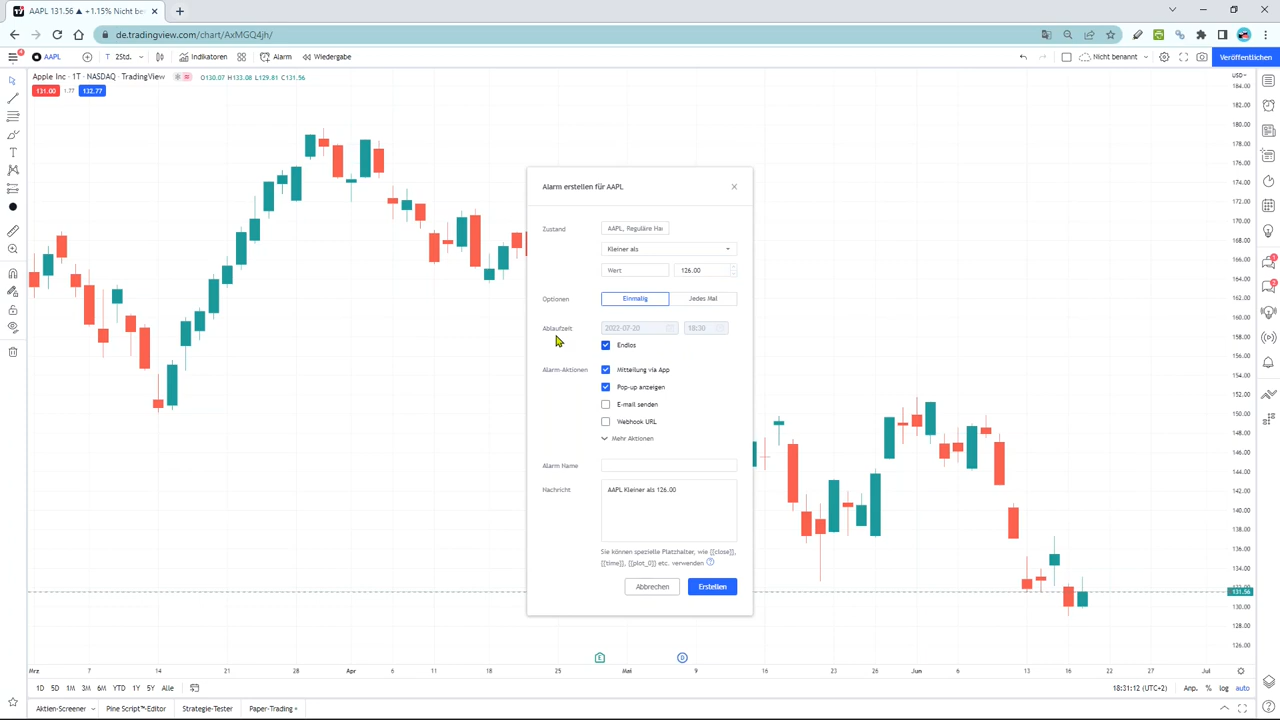 AAPL 131.56 ▲ +1.15% Nicht be
de.tradingview.com/chart/AxMGQ4jh/
AAPL
2Std.
Indikatoren
Alarm
Wiedergabe
Nicht benannt
Veröffentlichen
Apple Inc · 1T · NASDAQ · TradingView
O130.07 H133.08 L129.81 C131.56
131.00
1.77
132.77
USD
184.00
182.00
180.00
178.00
176.00
174.00
172.00
170.00
168.00
166.00
164.00
162.00
160.00
158.00
156.00
154.00
152.00
150.00
148.00
146.00
144.00
142.00
140.00
138.00
136.00
134.00
131.56
130.00
128.00
126.00
Alarm erstellen für AAPL
Zustand
AAPL, Reguläre Ha
Kleiner als
Wert
126.00
Optionen
Einmalig
Jedes Mal
Ablaufzeit
2022-07-20
18:30
Endlos
Alarm-Aktionen
Mitteilung via App
Pop-up anzeigen
E-mail senden
Webhook URL
Mehr Aktionen
Alarm Name
Nachricht
AAPL Kleiner als 126.00
Sie können spezielle Platzhalter, wie {{close}},
{{time}}, {{plot_0}} etc. verwenden
Abbrechen
Erstellen
Mrz
7
14
21
28
Apr
6
11
18
25
Mai
9
16
23
26
Jun
6
13
16
22
27
Jul
1D 5D 1M 3M 6M YTD 1Y 5Y Alle
18:31:12 (UTC+2)
Anp.
%
log
auto
Aktien-Screener
Pine Script™-Editor
Strategie-Tester
Paper-Trading